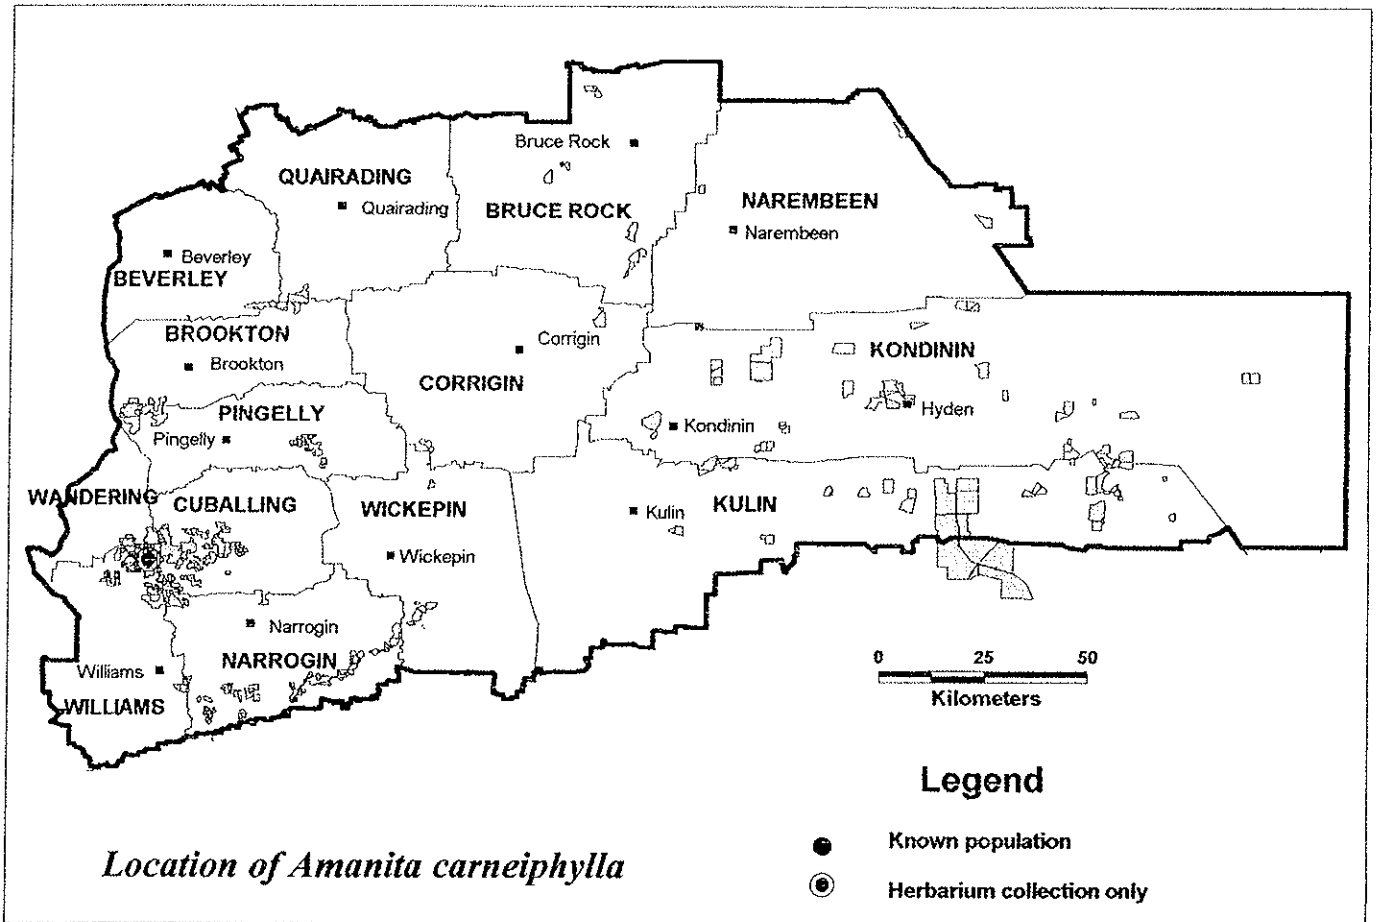 Bruce Rock
QUAIRADING
Quairading
BRUCE ROCK
NAREMBEEN
Narembeen
Beverley
BEVERLEY
BROOKTON
Brookton
Corrigin
CORRIGIN
KONDININ
Hyden
PINGELLY
Pingelly
Kondinin
WANDERING
CUBALLING
WICKEPIN
Kulin
KULIN
Wickepin
Narrogin
NARROGIN
Williams
WILLIAMS
0 25 50
Kilometers
Legend
Known population
Herbarium collection only
Location of Amanita carneiphylla